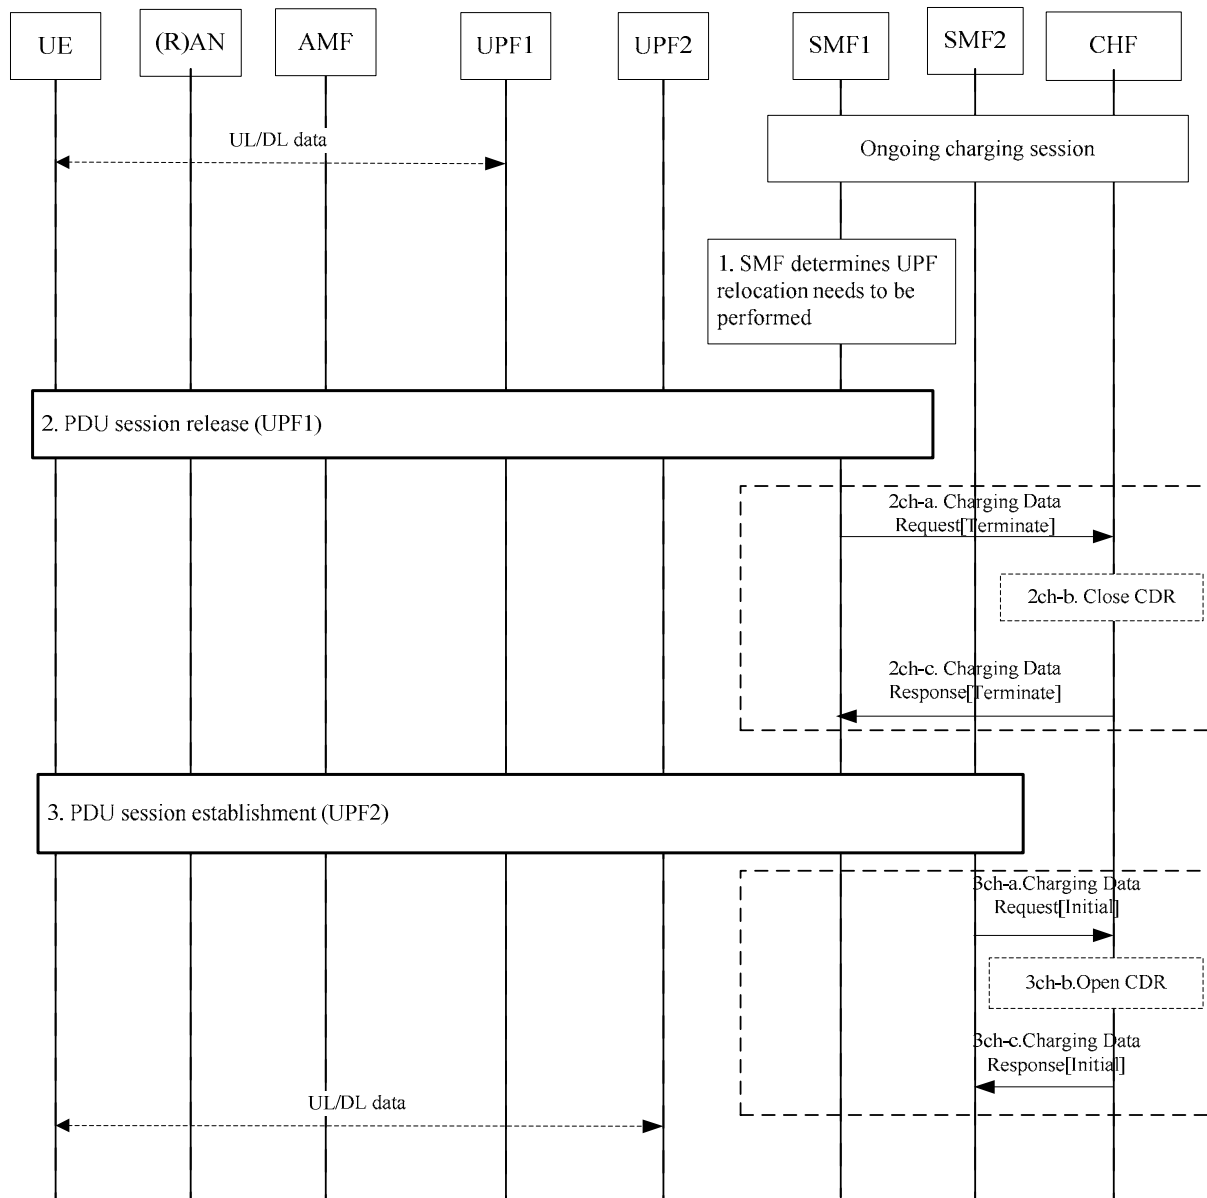 UE
(R)AN
AMF
UPF1
UPF2
SMF1
SMF2
CHF
UL/DL data
Ongoing charging session
1. SMF determines UPF
relocation needs to be
performed
2. PDU session release (UPF1)
2ch-a. Charging Data
Request[Terminate]
2ch-b. Close CDR
2ch-c. Charging Data
Response[Terminate]
3. PDU session establishment (UPF2)
3ch-a.Charging Data
Request[Initial]
3ch-b.Open CDR
3ch-c.Charging Data
Response[Initial]
UL/DL data